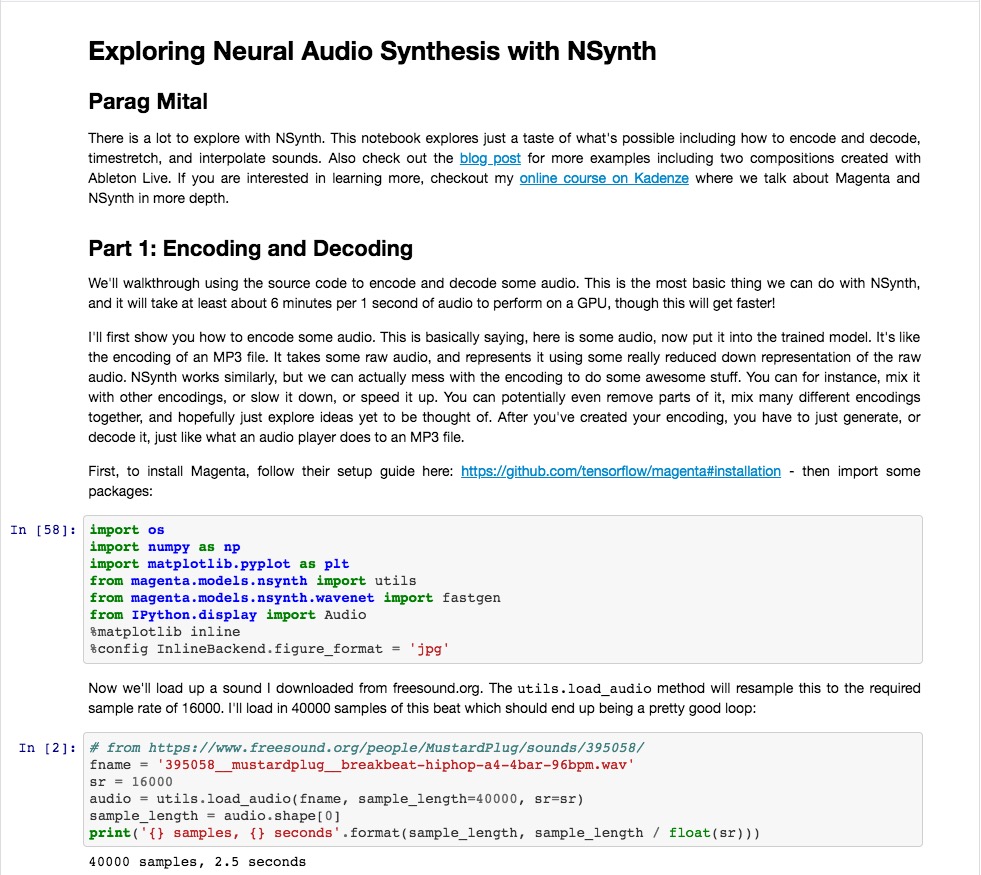 Exploring Neural Audio Synthesis with NSynth
Parag Mital
There is a lot to explore with NSynth. This notebook explores just a taste of what's possible including how to encode and decode,
timestretch, and interpolate sounds. Also check out the blog post for more examples including two compositions created with
Ableton Live. If you are interested in learning more, checkout my online course on Kadenze where we talk about Magenta and
NSynth in more depth.
Part 1: Encoding and Decoding
We'll walkthrough using the source code to encode and decode some audio. This is the most basic thing we can do with NSynth,
and it will take at least about 6 minutes per 1 second of audio to perform on a GPU, though this will get faster!
I'll first show you how to encode some audio. This is basically saying, here is some audio, now put it into the trained model. It's like
the encoding of an MP3 file. It takes some raw audio, and represents it using some really reduced down representation of the raw
audio. NSynth works similarly, but we can actually mess with the encoding to do some awesome stuff. You can for instance, mix it
with other encodings, or slow it down, or speed it up. You can potentially even remove parts of it, mix many different encodings
together, and hopefully just explore ideas yet to be thought of. After you've created your encoding, you have to just generate, or
decode it, just like what an audio player does to an MP3 file.
First, to install Magenta, follow their setup guide here: https://github.com/tensorflow/magenta#installation - then import some
packages:
In [58]: import os
import numpy as np
import matplotlib.pyplot as plt
from magenta.models.nsynth import utils
from magenta.models.nsynth.wavenet import fastgen
from IPython.display import Audio
%matplotlib inline
%config InlineBackend.figure_format = 'jpg'
Now we'll load up a sound I downloaded from freesound.org. The utils.load_audio method will resample this to the required
sample rate of 16000. I'll load in 40000 samples of this beat which should end up being a pretty good loop:
In [2]: # from https://www.freesound.org/people/MustardPlug/sounds/395058/
fname = '395058__mustardplug__breakbeat-hiphop-a4-4bar-96bpm.wav'
sr = 16000
audio = utils.load_audio(fname, sample_length=40000, sr=sr)
sample_length = audio.shape[0]
print('{} samples, {} seconds'.format(sample_length, sample_length / float(sr)))
40000 samples, 2.5 seconds